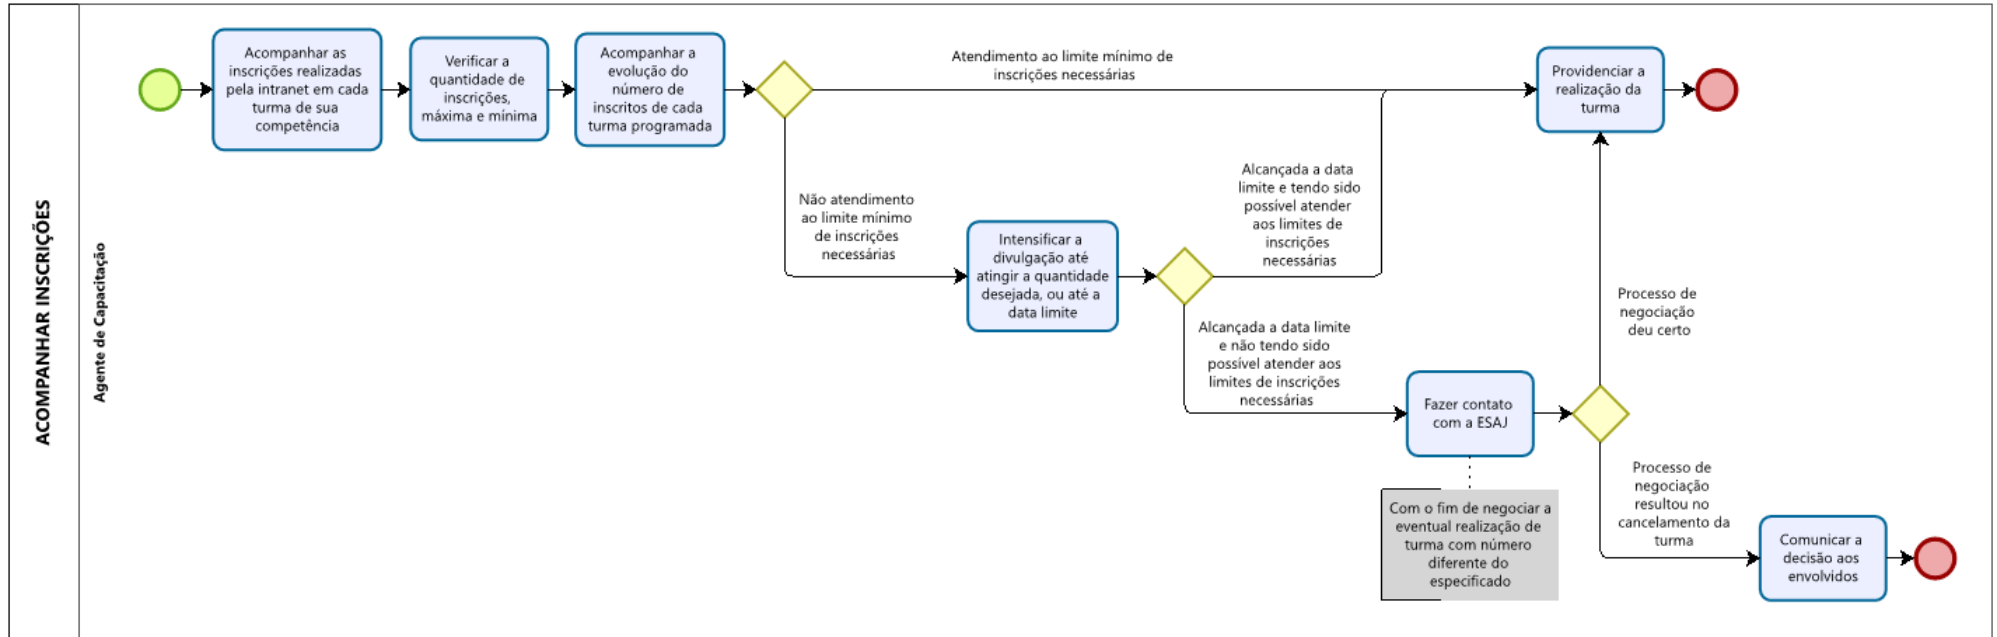 ACOMPANHAR INSCRIÇÕES
Agente de Capacitação
Acompanhar as
inscrições realizadas
pela intranet em cada
turma de sua
competência
Verificar a
quantidade de
inscrições,
máxima e mínima
Acompanhar a
evolução do
número de
inscritos de cada
turma programada
Atendimento ao limite mínimo de
inscrições necessárias
Providenciar a
realização da
turma
Não atendimento
ao limite mínimo
de inscrições
necessárias
Intensificar a
divulgação até
atingir a quantidade
desejada, ou até a
data limite
Alcançada a data
limite e tendo sido
possível atender
aos limites de
inscrições
necessárias
Alcançada a data limite
e não tendo sido
possível atender aos
limites de inscrições
necessárias
Fazer contato
com a ESAJ
Com o fim de negociar a
eventual realização de
turma com número
diferente do
especificado
Processo de
negociação
deu certo
Processo de
negociação
resultou no
cancelamento da
turma
Comunicar a
decisão aos
envolvidos